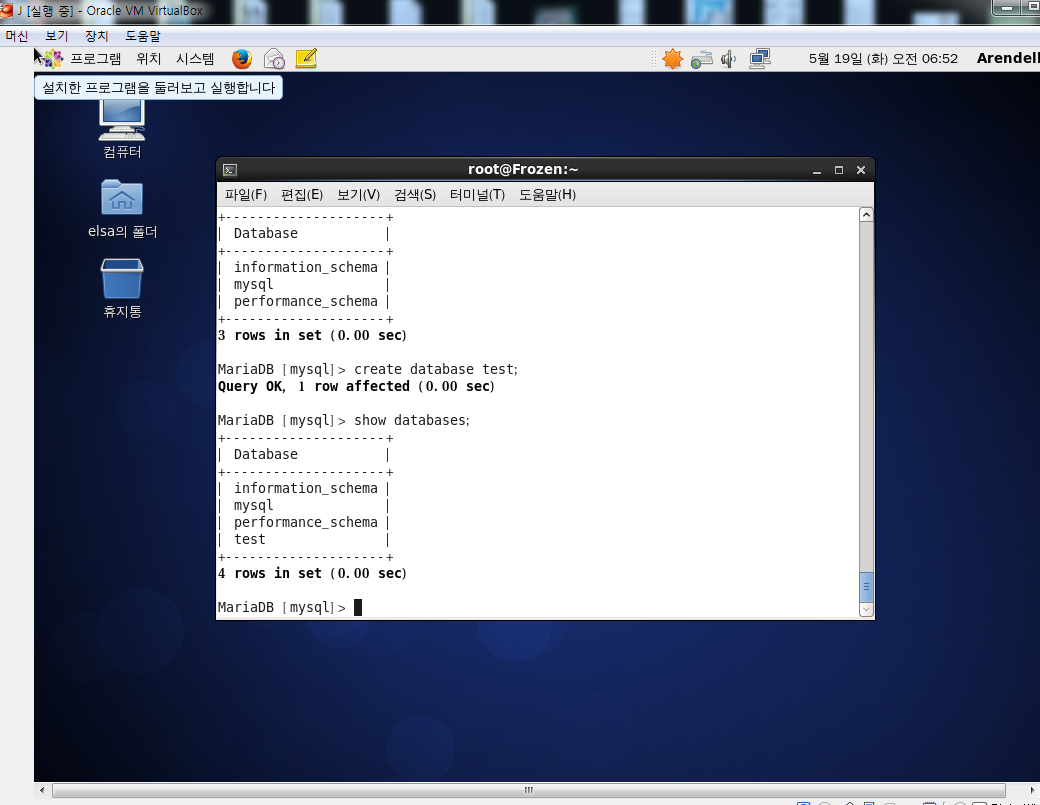 J [실행 중] - Oracle VM VirtualBox
머신 보기 장치 도움말
프로그램 위치 시스템 5월 19일 (화) 오전 06:52 Arendell
설치한 프로그램을 둘러보고 실행합니다
컴퓨터
elsa의 폴더
휴지통
root@Frozen:~
파일(F) 편집(E) 보기(V) 검색(S) 터미널(T) 도움말(H)
+--------------------+
| Database           |
+--------------------+
| information_schema |
| mysql              |
| performance_schema |
+--------------------+
3 rows in set (0.00 sec)
MariaDB [mysql]> create database test;
Query OK, 1 row affected (0.00 sec)
MariaDB [mysql]> show databases;
+--------------------+
| Database           |
+--------------------+
| information_schema |
| mysql              |
| performance_schema |
| test               |
+--------------------+
4 rows in set (0.00 sec)
MariaDB [mysql]>